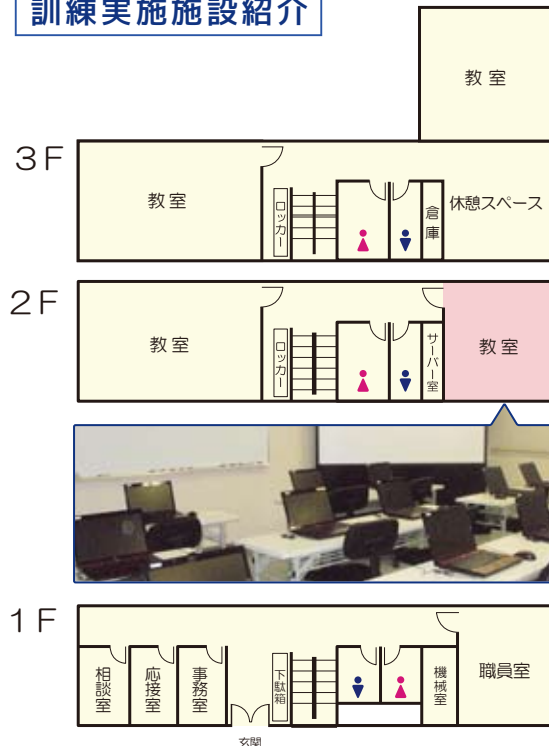 訓練実施施設紹介
教室
3F
教室
ロッカー
倉庫
休憩スペース
2F
教室
ロッカー
サーバー室
教室
1F
相談室
応接室
事務室
下駄箱
機械室
職員室
玄関